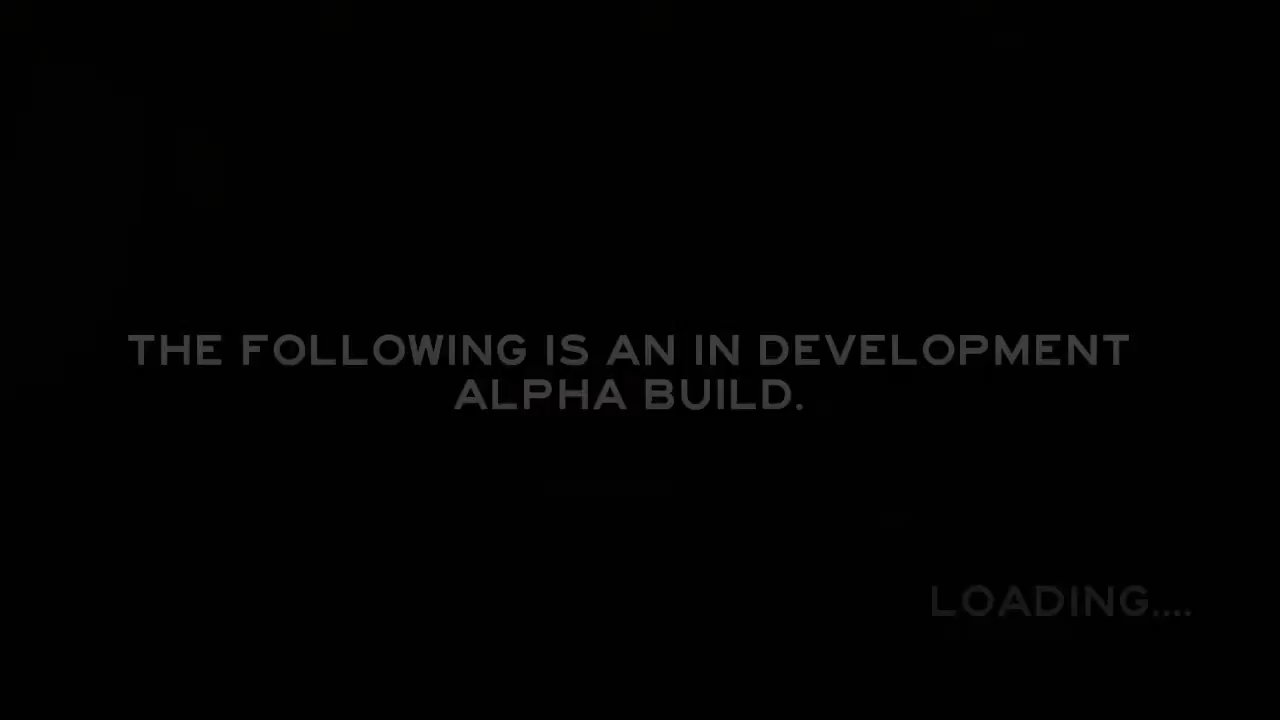 THE FOLLOWING IS AN IN DEVELOPMENT
ALPHA BUILD.
LOADING....